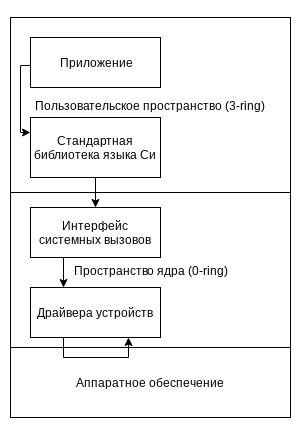 Приложение
Пользовательское пространство (3-ring)
Стандартная
библиотека языка Си
Интерфейс
системных вызовов
Пространство ядра (0-ring)
Драйвера устройств
Аппаратное обеспечение